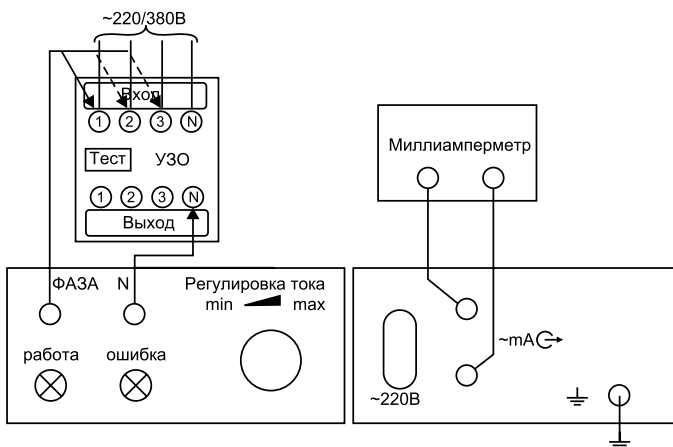 ~220/380В
Вход
1 2 3 N
Тест УЗО
1 2 3 N
Выход
Миллиамперметр
ФАЗА N Регулировка тока
min max
работа ошибка
~mA
~220В